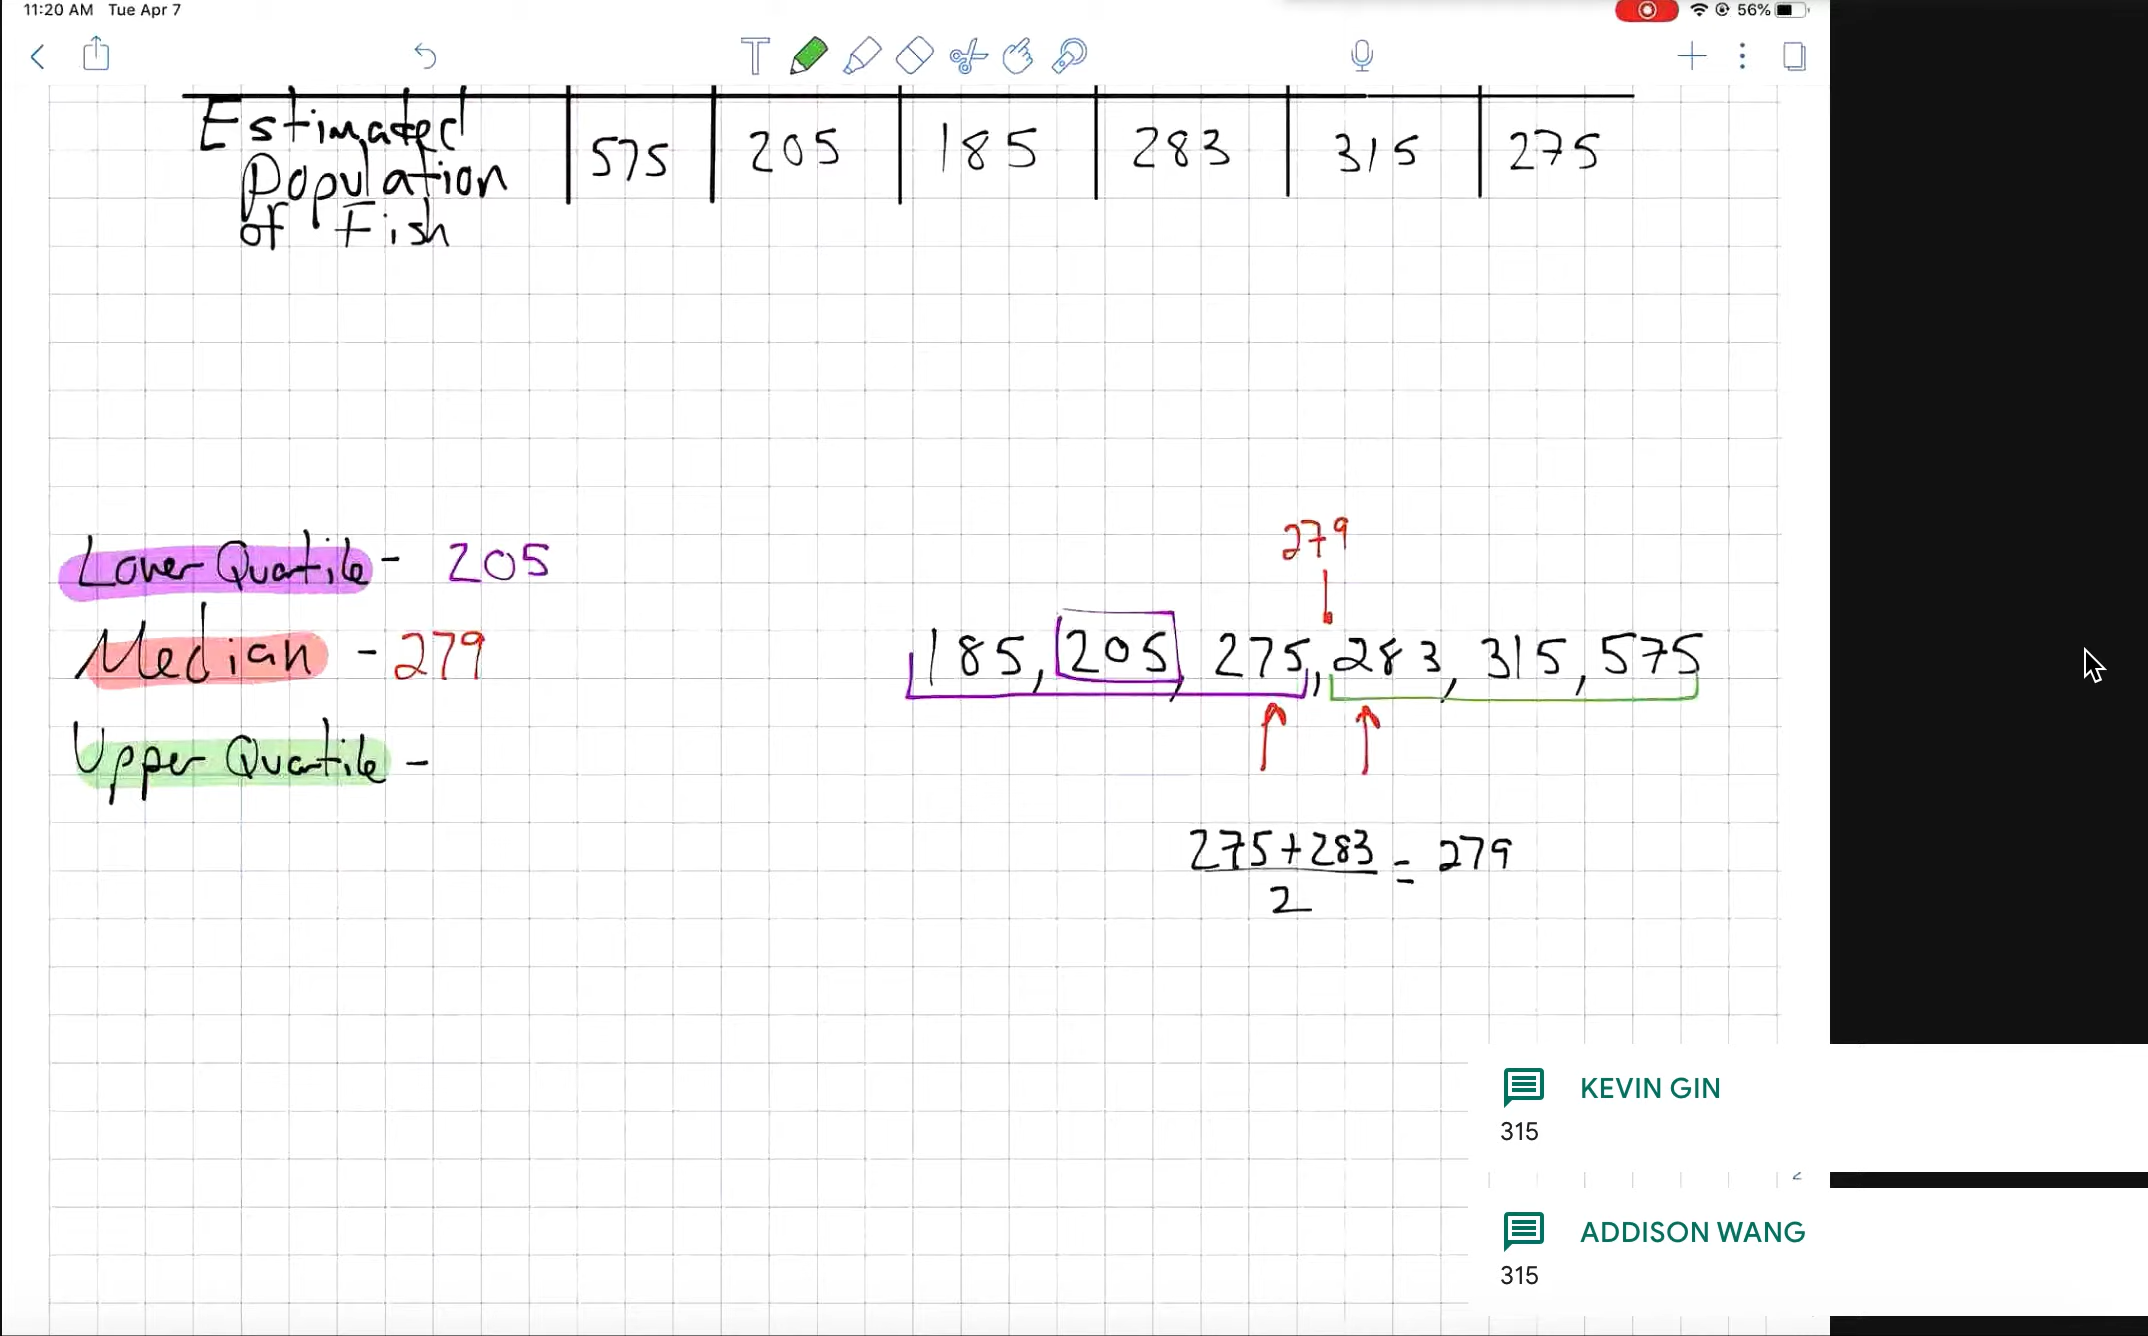 11:20 AM Tue Apr 7
56%
Estimated
Population
of Fish
575 205 185 283 315 275
279
Lower Quartile - 205
Median - 279
185, 205, 275, 283, 315, 575
Upper Quartile -
275+283
2
= 279
KEVIN GIN
315
ADDISON WANG
315